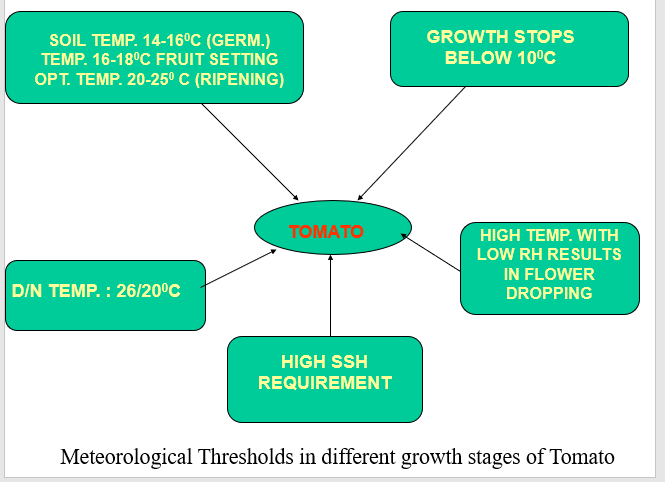 SOIL TEMP. 14-16⁰C (GERM.)
TEMP. 16-18⁰C FRUIT SETTING
OPT. TEMP. 20-25⁰ C (RIPENING)
GROWTH STOPS
BELOW 10⁰C
TOMATO
HIGH TEMP. WITH
LOW RH RESULTS
IN FLOWER
DROPPING
D/N TEMP. : 26/20⁰C
HIGH SSH
REQUIREMENT
Meteorological Thresholds in different growth stages of Tomato